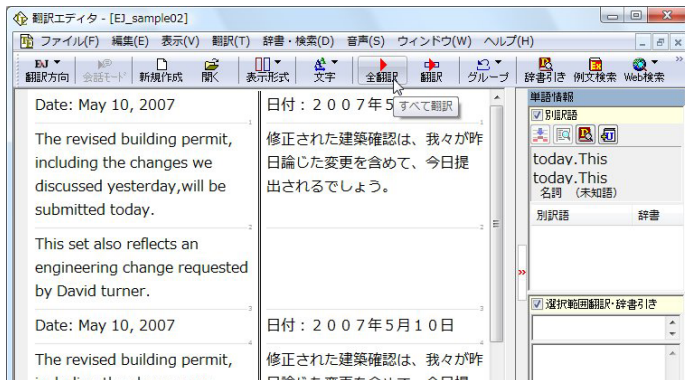 翻訳エディタ - [EJ_sample02]
ファイル(F) 編集(E) 表示(V) 翻訳(T) 辞書・検索(D) 音声(S) ウィンドウ(W) ヘルプ(H)
翻訳方向 会話モード 新規作成 開く 表示形式 文字 全翻訳 翻訳 グループ 辞書引き 例文検索 Web検索
すべて翻訳
Date: May 10, 2007
日付：２００７年5
1
1
The revised building permit,
including the changes we
discussed yesterday,will be
submitted today.
修正された建築確認は、我々が昨
日論じた変更を含めて、今日提
出されるでしょう。
2
2
This set also reflects an
engineering change requested
by David turner.
3
3
Date: May 10, 2007
日付：２００７年５月１０日
4
4
The revised building permit,
修正された建築確認は、我々が昨
単語情報
別訳語
today.This
today.This
名詞 (未知語)
別訳語 辞書
選択範囲翻訳・辞書引き